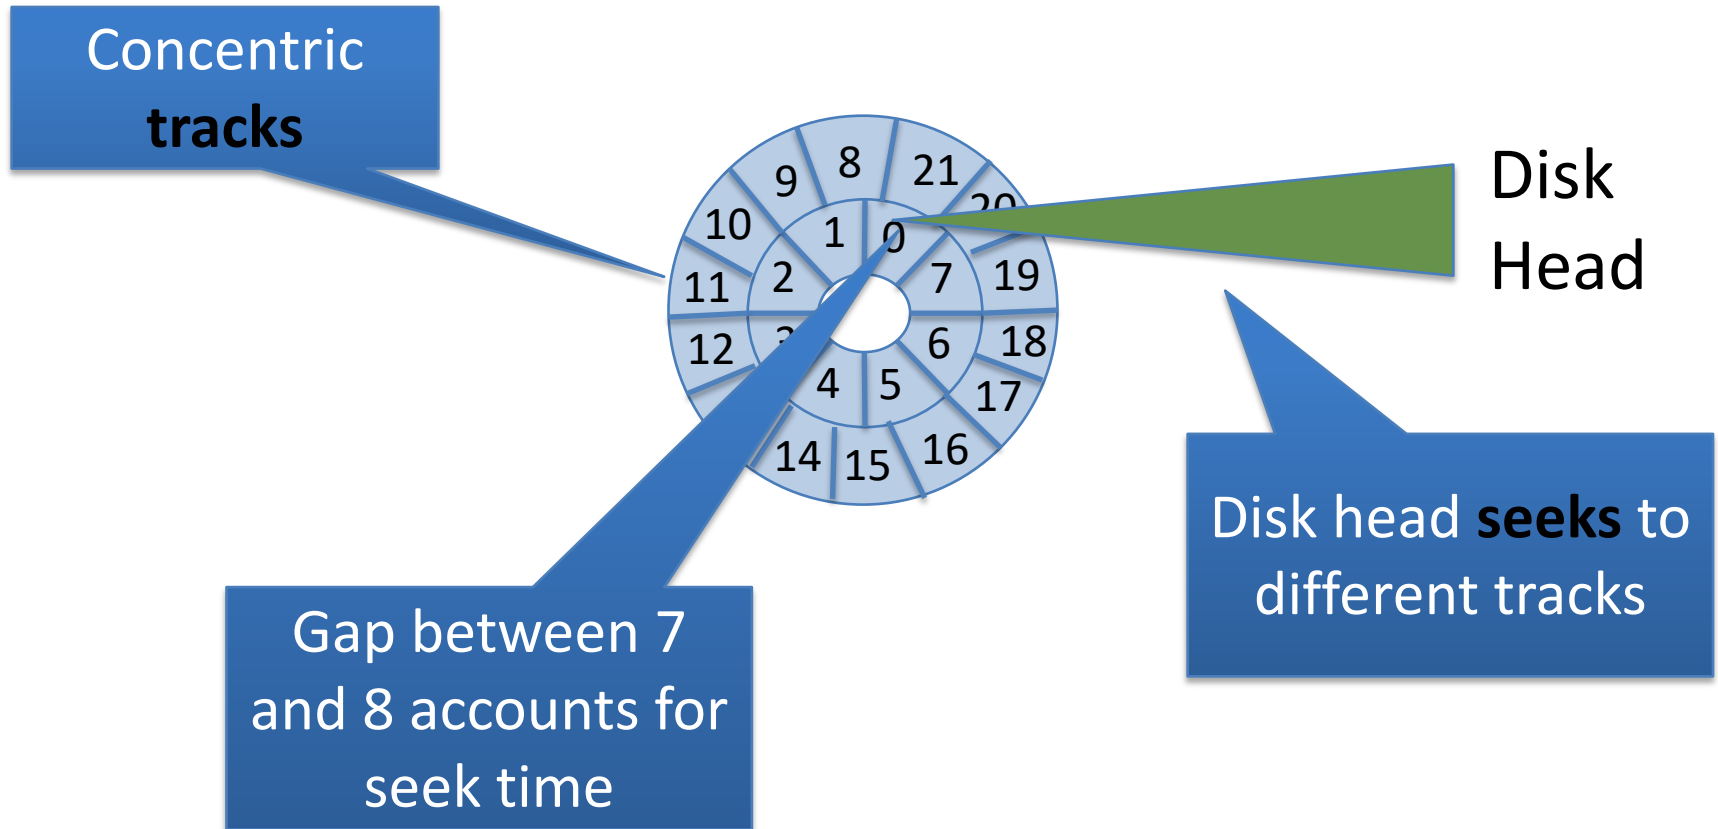 Concentric
tracks
8
21
9
20
10
1
0
2
7
19
11
12
3
6
18
4
5
17
14
15
16
Disk
Head
Disk head seeks to
different tracks
Gap between 7
and 8 accounts for
seek time